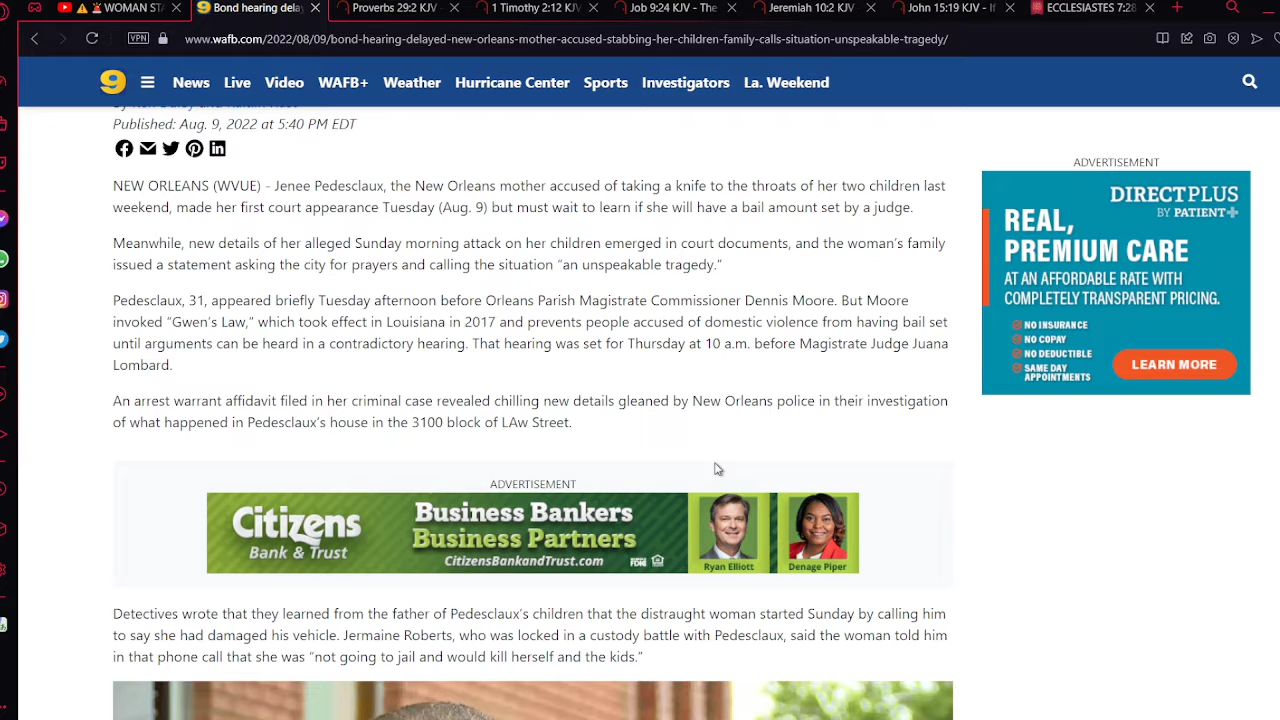 WOMAN STA
Bond hearing dela
Proverbs 29:2 KJV -
1 Timothy 2:12 KJV
Job 9:24 KJV - The
Jeremiah 10:2 KJV
John 15:19 KJV - If
ECCLESIASTES 7:28
VPN www.wafb.com/2022/08/09/bond-hearing-delayed-new-orleans-mother-accused-stabbing-her-children-family-calls-situation-unspeakable-tragedy/
9 News Live Video WAFB+ Weather Hurricane Center Sports Investigators La. Weekend
Published: Aug. 9, 2022 at 5:40 PM EDT
NEW ORLEANS (WVUE) - Jenee Pedesclaux, the New Orleans mother accused of taking a knife to the throats of her two children last
weekend, made her first court appearance Tuesday (Aug. 9) but must wait to learn if she will have a bail amount set by a judge.
Meanwhile, new details of her alleged Sunday morning attack on her children emerged in court documents, and the woman's family
issued a statement asking the city for prayers and calling the situation "an unspeakable tragedy."
Pedesclaux, 31, appeared briefly Tuesday afternoon before Orleans Parish Magistrate Commissioner Dennis Moore. But Moore
invoked "Gwen's Law," which took effect in Louisiana in 2017 and prevents people accused of domestic violence from having bail set
until arguments can be heard in a contradictory hearing. That hearing was set for Thursday at 10 a.m. before Magistrate Judge Juana
Lombard.
An arrest warrant affidavit filed in her criminal case revealed chilling new details gleaned by New Orleans police in their investigation
of what happened in Pedesclaux's house in the 3100 block of LAw Street.
ADVERTISEMENT
Citizens
Bank & Trust
Business Bankers
Business Partners
CitizensBankandTrust.com
Ryan Elliott
Denage Piper
Detectives wrote that they learned from the father of Pedesclaux's children that the distraught woman started Sunday by calling him
to say she had damaged his vehicle. Jermaine Roberts, who was locked in a custody battle with Pedesclaux, said the woman told him
in that phone call that she was "not going to jail and would kill herself and the kids."
ADVERTISEMENT
DIRECTPLUS
BY PATIENT+
REAL,
PREMIUM CARE
AT AN AFFORDABLE RATE WITH
COMPLETELY TRANSPARENT PRICING.
NO INSURANCE
NO COPAY
NO DEDUCTIBLE
SAME DAY
APPOINTMENTS
LEARN MORE